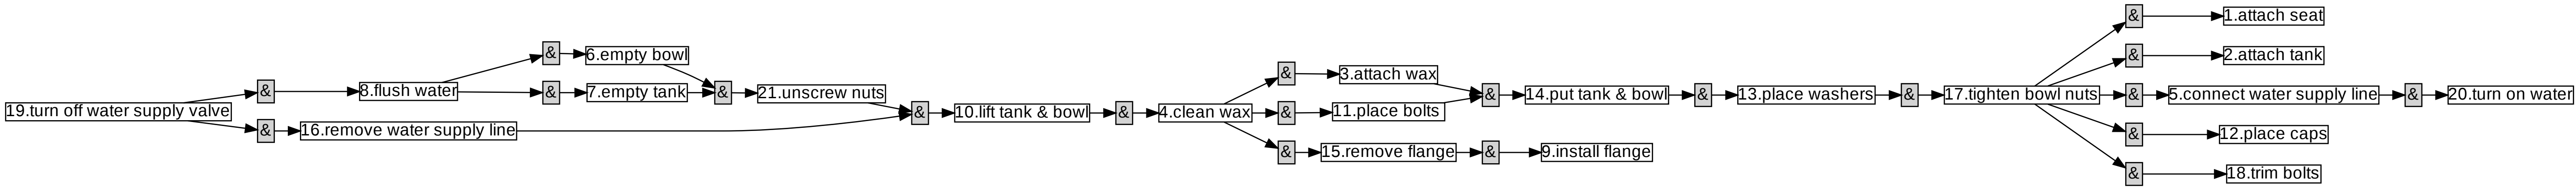 19.turn off water supply valve
&
&
8.flush water
16.remove water supply line
&
&
6.empty bowl
7.empty tank
&
21.unscrew nuts
&
10.lift tank & bowl
&
4.clean wax
&
&
&
3.attach wax
11.place bolts
15.remove flange
&
&
14.put tank & bowl
9.install flange
&
13.place washers
&
17.tighten bowl nuts
&
&
&
&
&
1.attach seat
2.attach tank
5.connect water supply line
12.place caps
18.trim bolts
&
20.turn on water